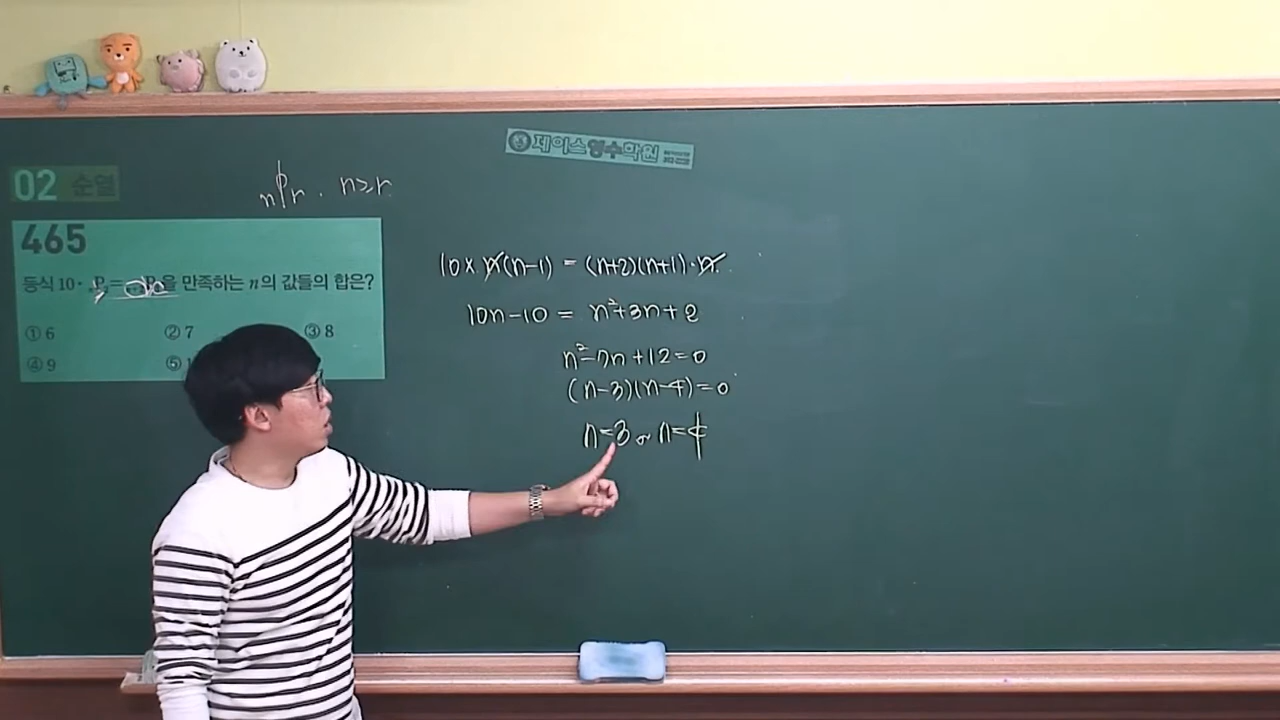 제이스영수학원
02 순열
nPr . n≥r.
465
등식 10· P = P 을 만족하는 n의 값들의 합은?
① 6 ② 7 ③ 8
④ 9 ⑤
10×n(n-1) = (n+2)(n+1)·n
10n-10 = n²+3n+2
n²-7n+12=0
(n-3)(n-4)=0
n=3 or n=4